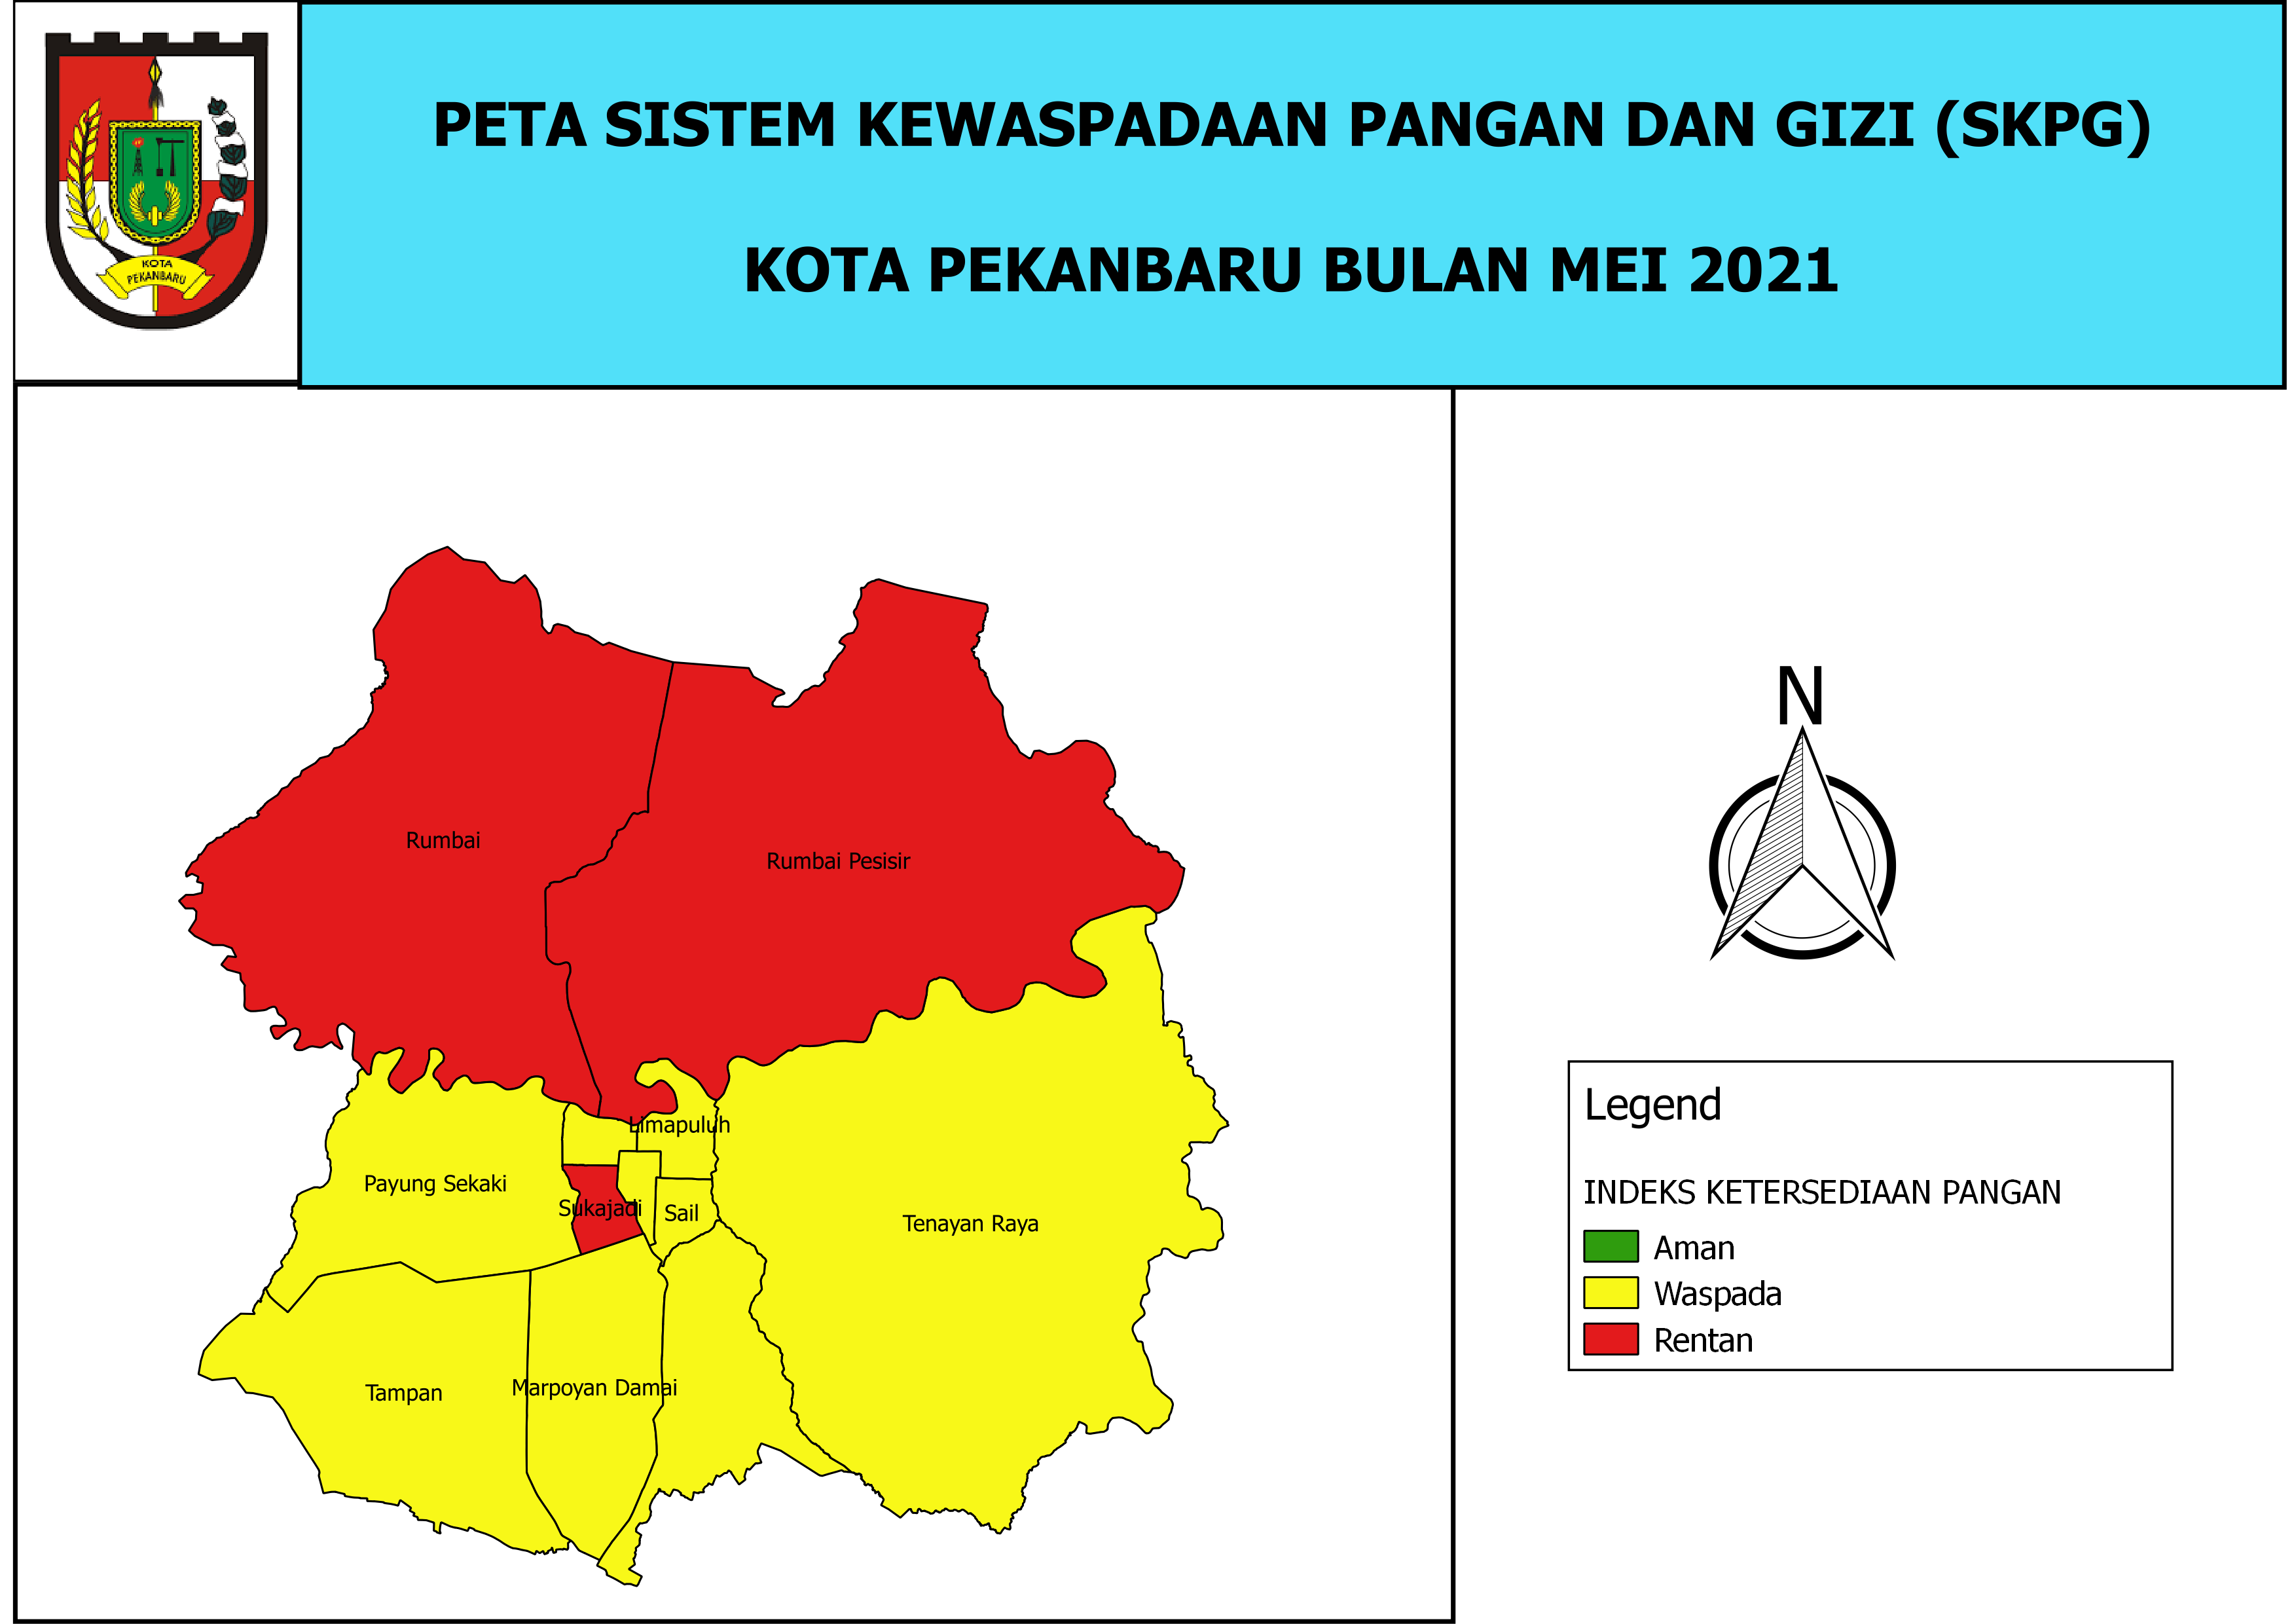 PETA SISTEM KEWASPADAAN PANGAN DAN GIZI (SKPG)
KOTA PEKANBARU BULAN MEI 2021
KOTA
PEKANBARU
Rumbai
Rumbai Pesisir
Limapuluh
Payung Sekaki
Sukajadi
Sail
Tenayan Raya
Tampan
Marpoyan Damai
N
Legend
INDEKS KETERSEDIAAN PANGAN
Aman
Waspada
Rentan